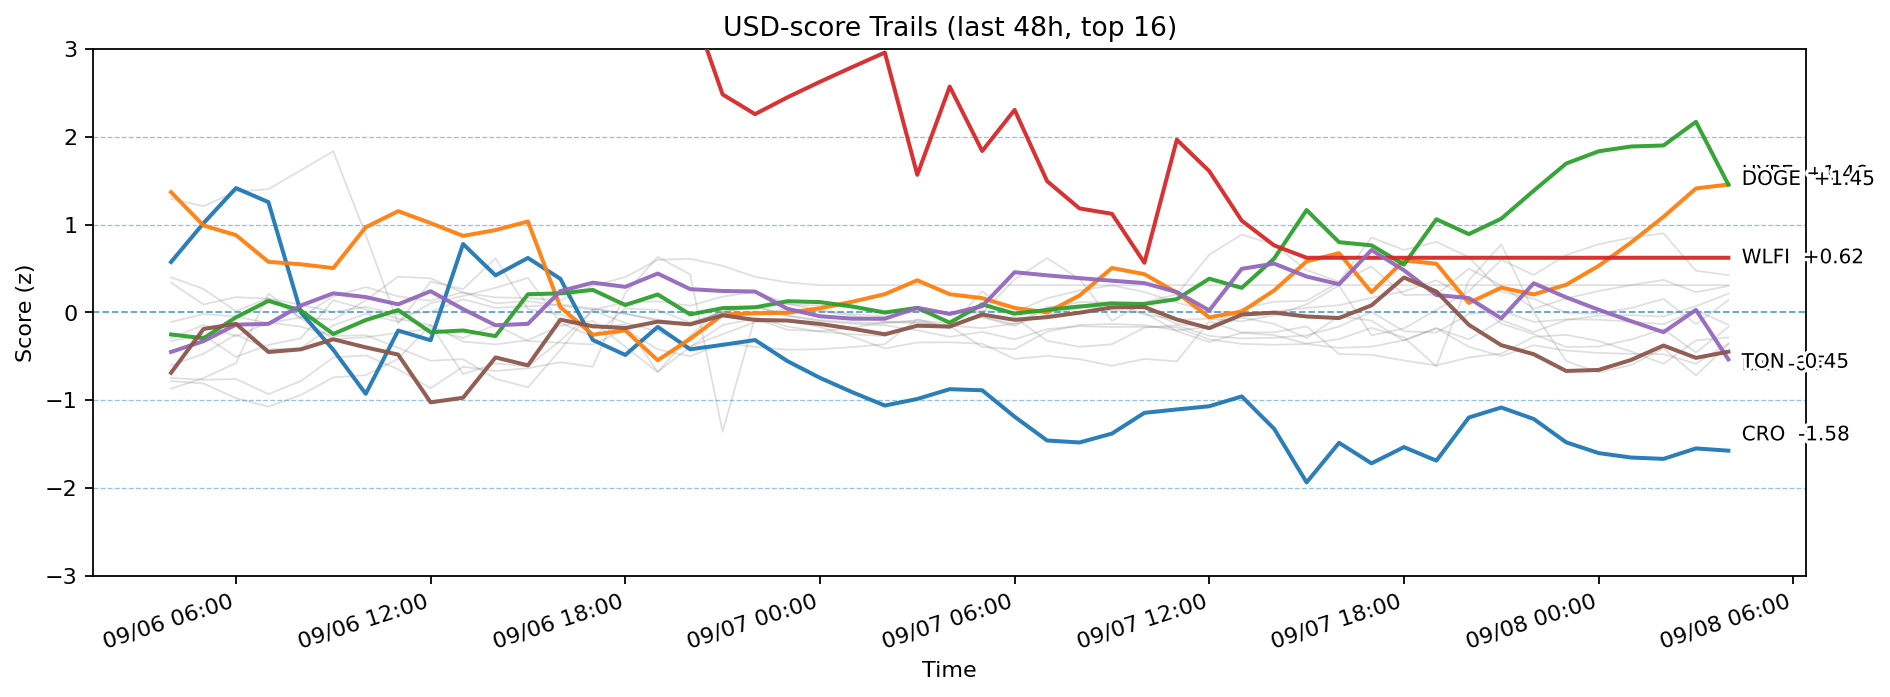 USD-score Trails (last 48h, top 16)
Score (z)
3
2
1
0
−1
−2
−3
DOGE +1.45
WLFI +0.62
TON -0.45
CRO -1.58
09/06 06:00
09/06 12:00
09/06 18:00
09/07 00:00
09/07 06:00
09/07 12:00
09/07 18:00
09/08 00:00
09/08 06:00
Time